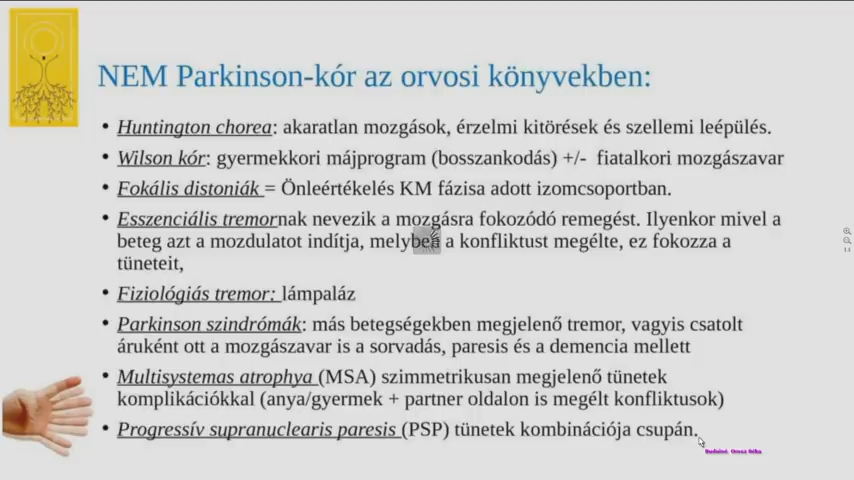 NEM Parkinson-kór az orvosi könyvekben:
• Huntington chorea: akaratlan mozgások, érzelmi kitörések és szellemi leépülés.
• Wilson kór: gyermekkori májprogram (bosszankodás) +/- fiatalkori mozgászavar
• Fokális distoniák = Önleértékelés KM fázisa adott izomcsoportban.
• Esszenciális tremornak nevezik a mozgásra fokozódó remegést. Ilyenkor mivel a
beteg azt a mozdulatot indítja, melyben a konfliktust megélte, ez fokozza a
tüneteit,
• Fiziológiás tremor: lámpaláz
• Parkinson szindrómák: más betegségekben megjelenő tremor, vagyis csatolt
áruként ott a mozgászavar is a sorvadás, paresis és a demencia mellett
• Multisystemas atrophya (MSA) szimmetrikusan megjelenő tünetek
komplikációkkal (anya/gyermek + partner oldalon is megélt konfliktusok)
• Progressív supranuclearis paresis (PSP) tünetek kombinációja csupán.